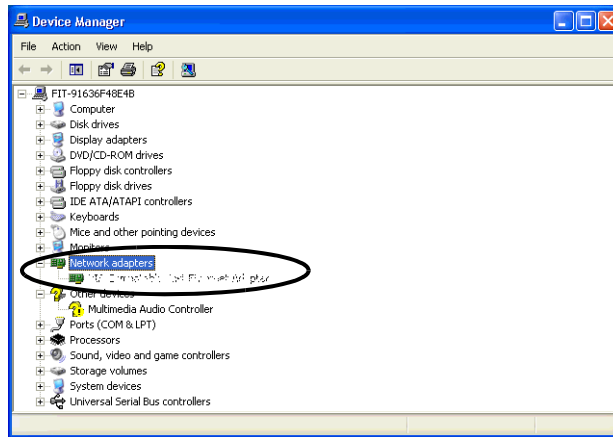 Device Manager
File Action View Help
FIT-91636F48E4B
Computer
Disk drives
Display adapters
DVD/CD-ROM drives
Floppy disk controllers
Floppy disk drives
IDE ATA/ATAPI controllers
Keyboards
Mice and other pointing devices
Monitors
Network adapters
Other devices
Multimedia Audio Controller
Ports (COM & LPT)
Processors
Sound, video and game controllers
Storage volumes
System devices
Universal Serial Bus controllers